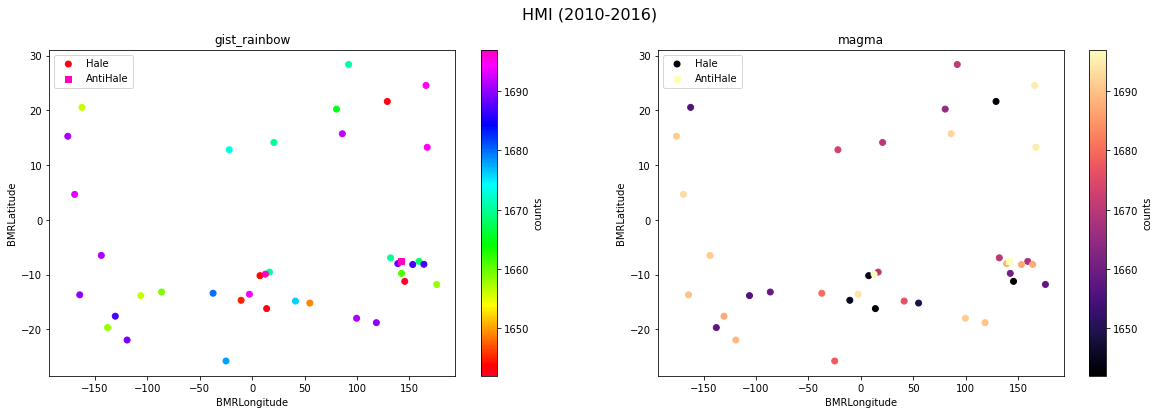 HMI (2010-2016)
gist_rainbow
Hale
AntiHale
30
20
10
0
−10
−20
BMRLatitude
−150
−100
−50
0
50
100
150
BMRLongitude
1690
1680
1670
1660
1650
counts
magma
Hale
AntiHale
30
20
10
0
−10
−20
BMRLatitude
−150
−100
−50
0
50
100
150
BMRLongitude
1690
1680
1670
1660
1650
counts